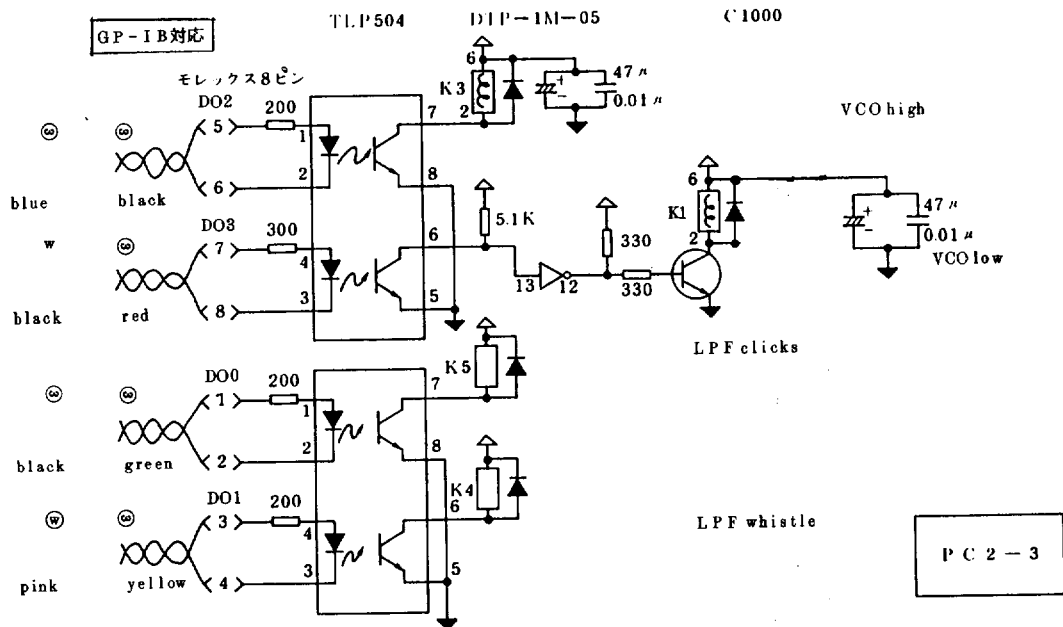 TLP504 DTP-1M-05 C1000
GP-IB対応
モレックス8ピン
DO2 200
5
1
7
6
K3
2
47μ
0.01μ
VCO high
ⓦ ⓦ
6
2
8
blue black
DO3 300
7
4
6
5.1K
330
6
K1
2
47μ
0.01μ
w ⓦ
13 12
330
VCO low
8
3
5
black red
LPF clicks
K5
DO0 200
1
1
7
ⓦ ⓦ
2
2
8
black green
DO1 200
K4
6
3
4
ⓦ ⓦ
LPF whistle
4
3
5
pink yellow
PC2-3